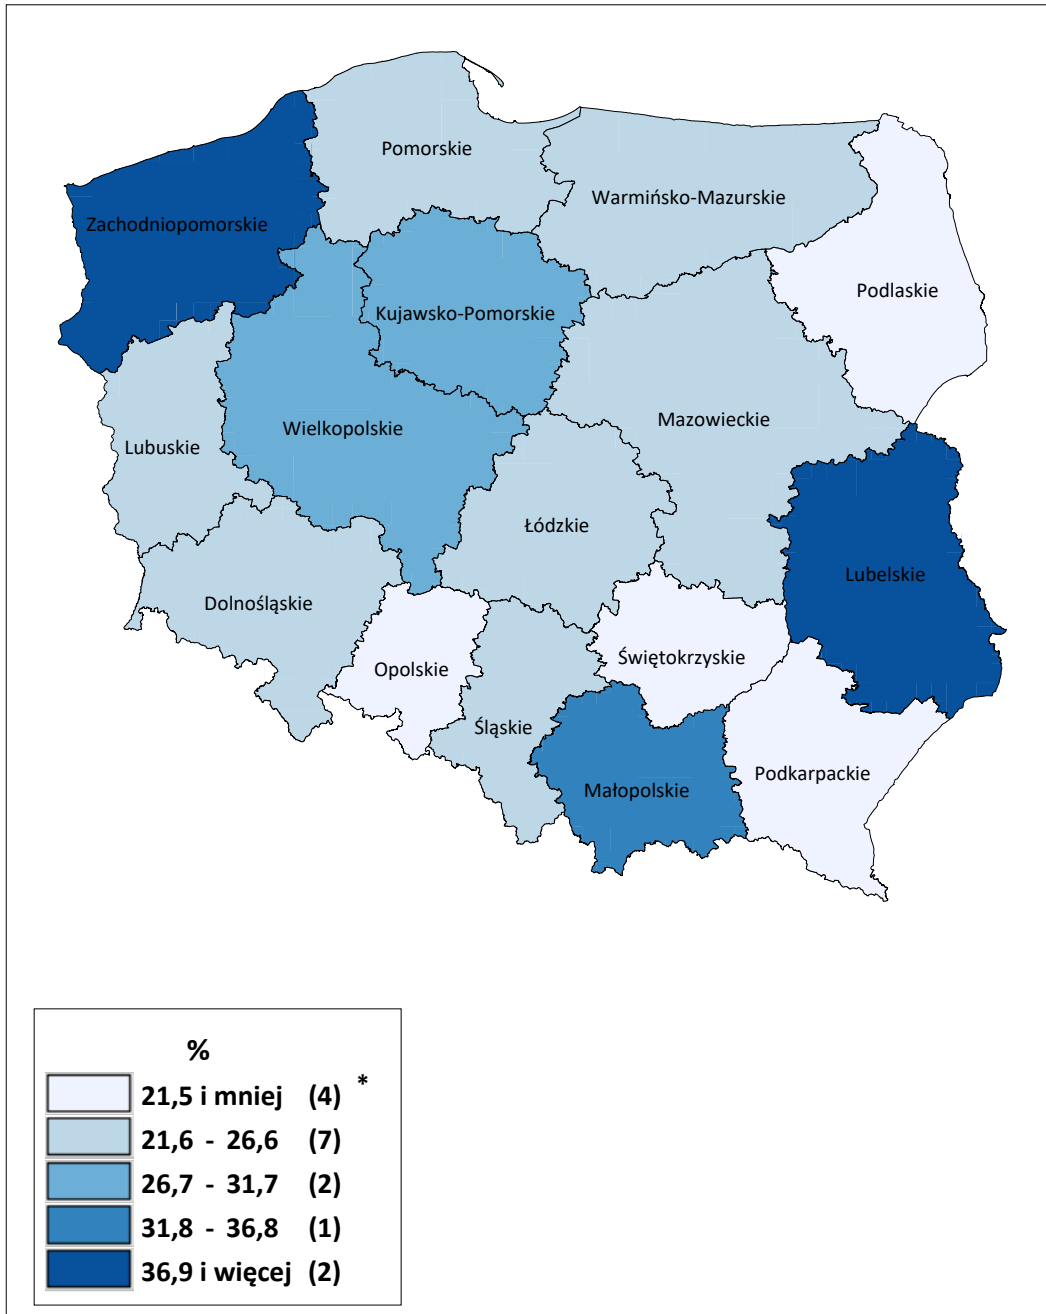 Pomorskie
Warmińsko-Mazurskie
Zachodniopomorskie
Podlaskie
Kujawsko-Pomorskie
Mazowieckie
Wielkopolskie
Lubuskie
Łódzkie
Lubelskie
Dolnośląskie
Świętokrzyskie
Opolskie
Śląskie
Podkarpackie
Małopolskie
%
21,5 i mniej (4) *
21,6 - 26,6 (7)
26,7 - 31,7 (2)
31,8 - 36,8 (1)
36,9 i więcej (2)